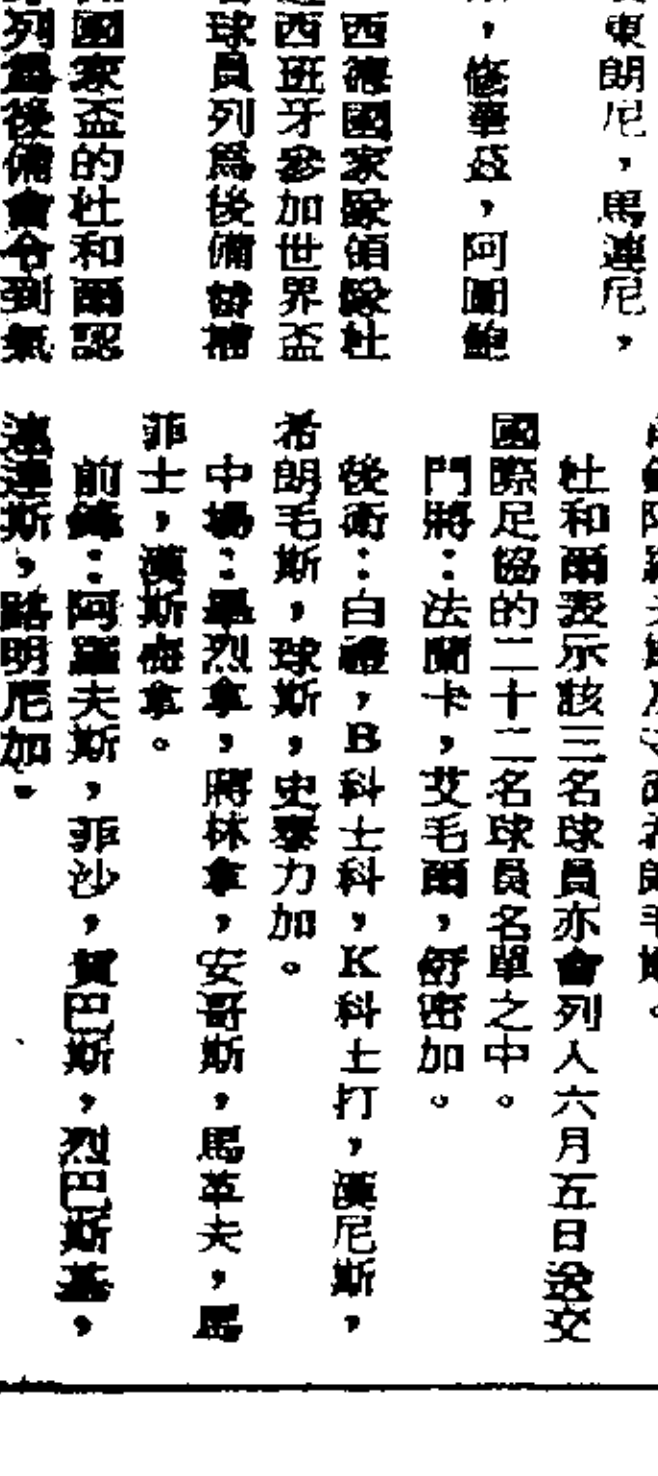 東朗尼，馬連尼，
，修華茲，阿圖鮑
西德國家隊領隊杜
西班牙參加世界盃
球員列爲後備替補
國家盃的杜和爾認
列爲後備會令到氣
杜和爾表示該三名球員亦會列入六月五日送交
國際足協的二十二名球員名單之中。
門將：法蘭卡，艾毛爾，舒密加。
後衛：白禮，B科士科，K科士打，漢尼斯，
希朗毛斯，球斯，史泰力加。
中場：畢烈拿，將林拿，安哥斯，馬革夫，馬
菲士，漢斯梅拿。
前鋒：阿羅夫斯，菲沙，賀巴斯，烈巴斯基，
連達斯，路明尼加。